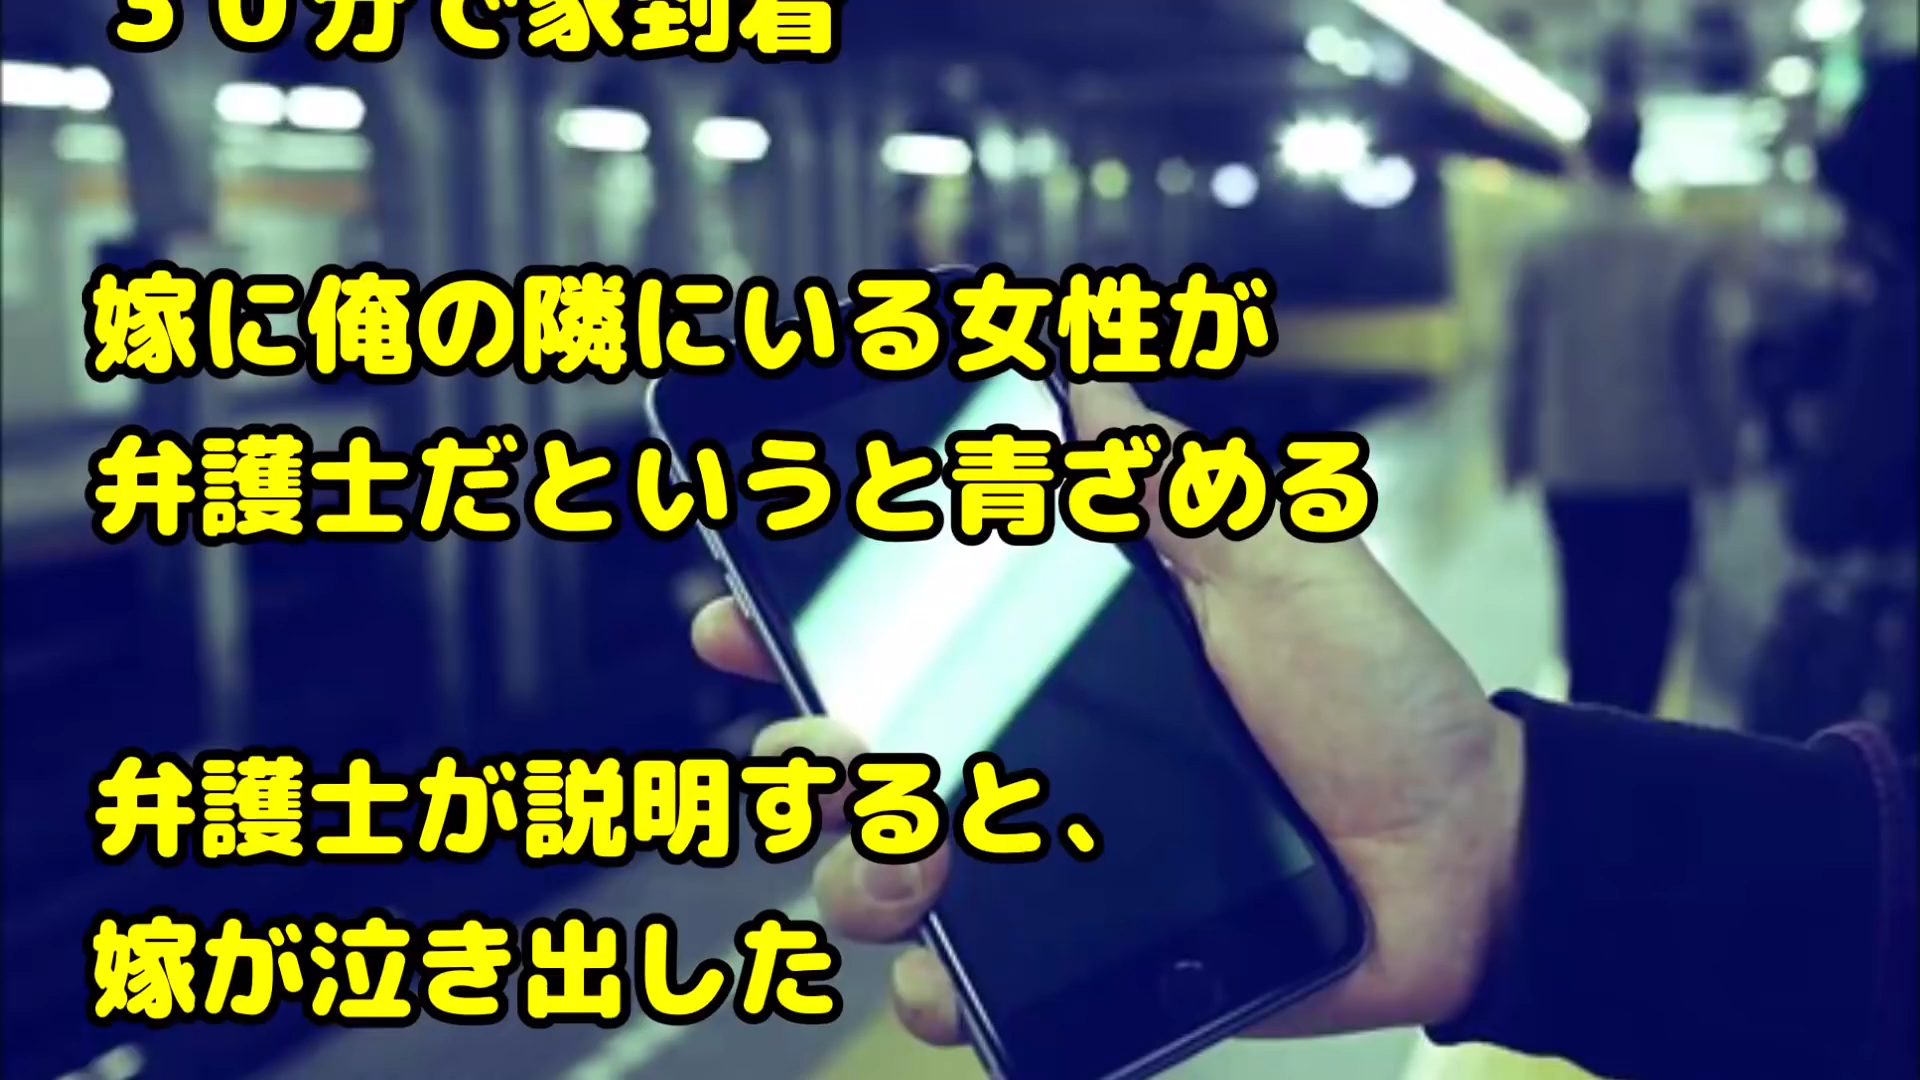 ３０分で家到着
嫁に俺の隣にいる女性が
弁護士だというと青ざめる
弁護士が説明すると、
嫁が泣き出した